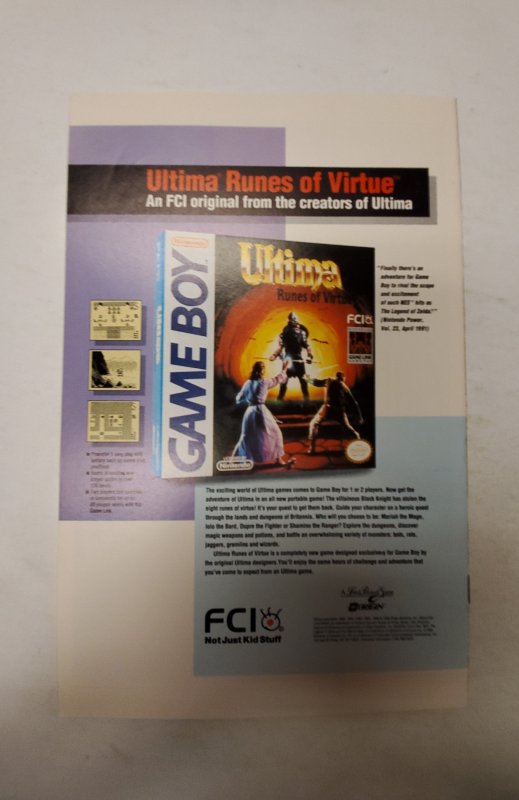 Ultima Runes of Virtue™
An FCI original from the creators of Ultima
Nintendo
GAME BOY
Ultima
Runes of Virtue
FCI
GAME LINK
Nintendo
"Finally there's an
adventure for Game
Boy to rival the scope
and excitement
of such NES® hits as
The Legend of Zelda."
(Nintendo Power,
Vol. 23, April 1991)
Game Link.
The exciting world of Ultima games comes to Game Boy for 1 or 2 players. Now get the
adventure of Ultima in an all new portable game! The villainous Black Knight has stolen the
eight runes of virtue! It's your quest to get them back. Guide your character on a heroic quest
through the lands and dungeons of Britannia. Who will you choose to be: Mariah the Mage,
Iolo the Bard, Dupre the Fighter or Shamino the Ranger? Explore the dungeons, discover
magic weapons and potions, and battle an overwhelming variety of monsters: bats, rats,
jaggers, gremlins and wizards.
Ultima Runes of Virtue is a completely new game designed exclusively for Game Boy by
the original Ultima designers. You'll enjoy the same hours of challenge and adventure that
you've come to expect from an Ultima game.
FCI
Not Just Kid Stuff
ORIGIN